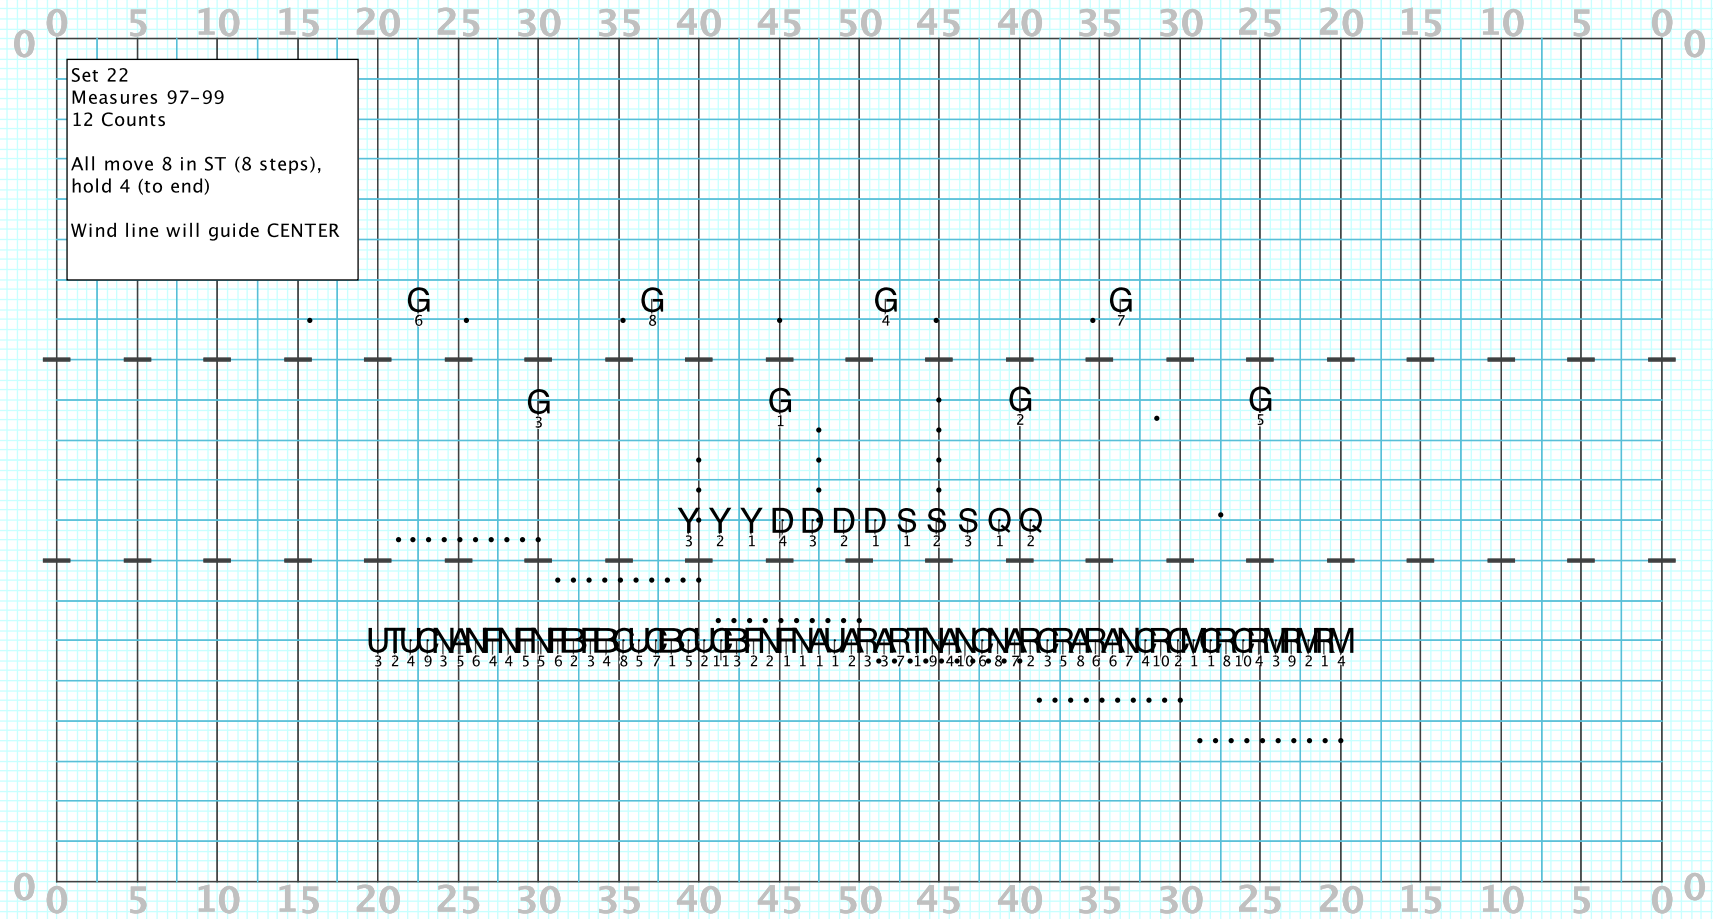 0 5 10 15 20 25 30 35 40 45 50 45 40 35 30 25 20 15 10 5 0
0 0
Set 22
Measures 97-99
12 Counts
All move 8 in ST (8 steps),
hold 4 (to end)
Wind line will guide CENTER
G G G G
6 8 4 7
G G G G
3 1 2 5
Y Y Y D D D D S S S Q Q
3 2 1 4 3 2 1 1 2 3 1 2
0 0
0 5 10 15 20 25 30 35 40 45 50 45 40 35 30 25 20 15 10 5 0